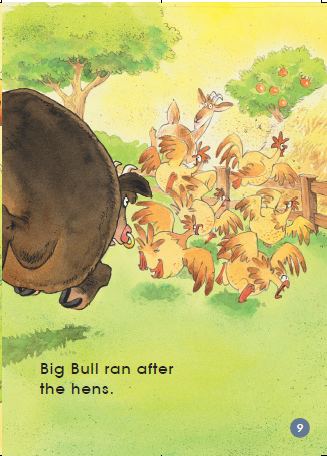 Big Bull ran after
the hens.
9